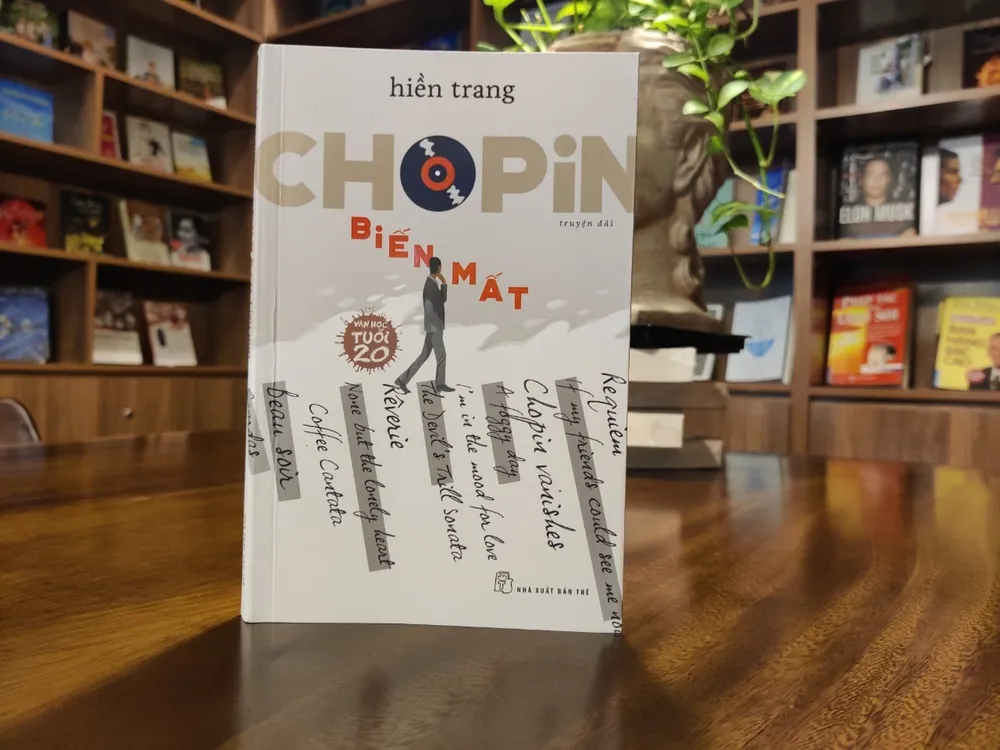 hiền trang
CHOPiN
truyện dài
BiẾN MẤT
VĂN HỌC
TUỔI
20
Csardas
Beau soir
Coffee Cantata
None but the lonely heart
Rêverie
The Devil's Trill Sonata
I'm in the mood for love
A foggy day
Chopin vanishes
If my friends could see me now
Requiem
NHÀ XUẤT BẢN TRẺ
ELON MUSK